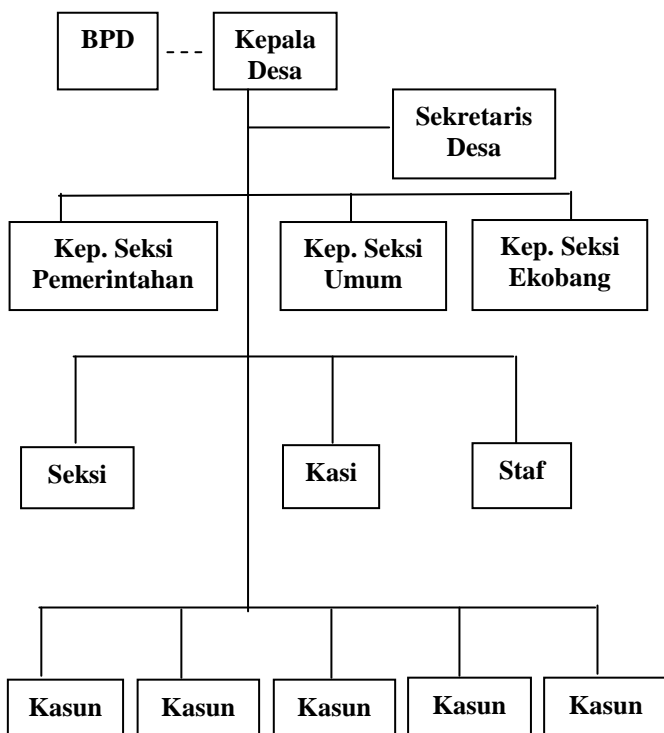 BPD
Kepala
Desa
Sekretaris
Desa
Kep. Seksi
Pemerintahan
Kep. Seksi
Umum
Kep. Seksi
Ekobang
Seksi
Kasi
Staf
Kasun
Kasun
Kasun
Kasun
Kasun